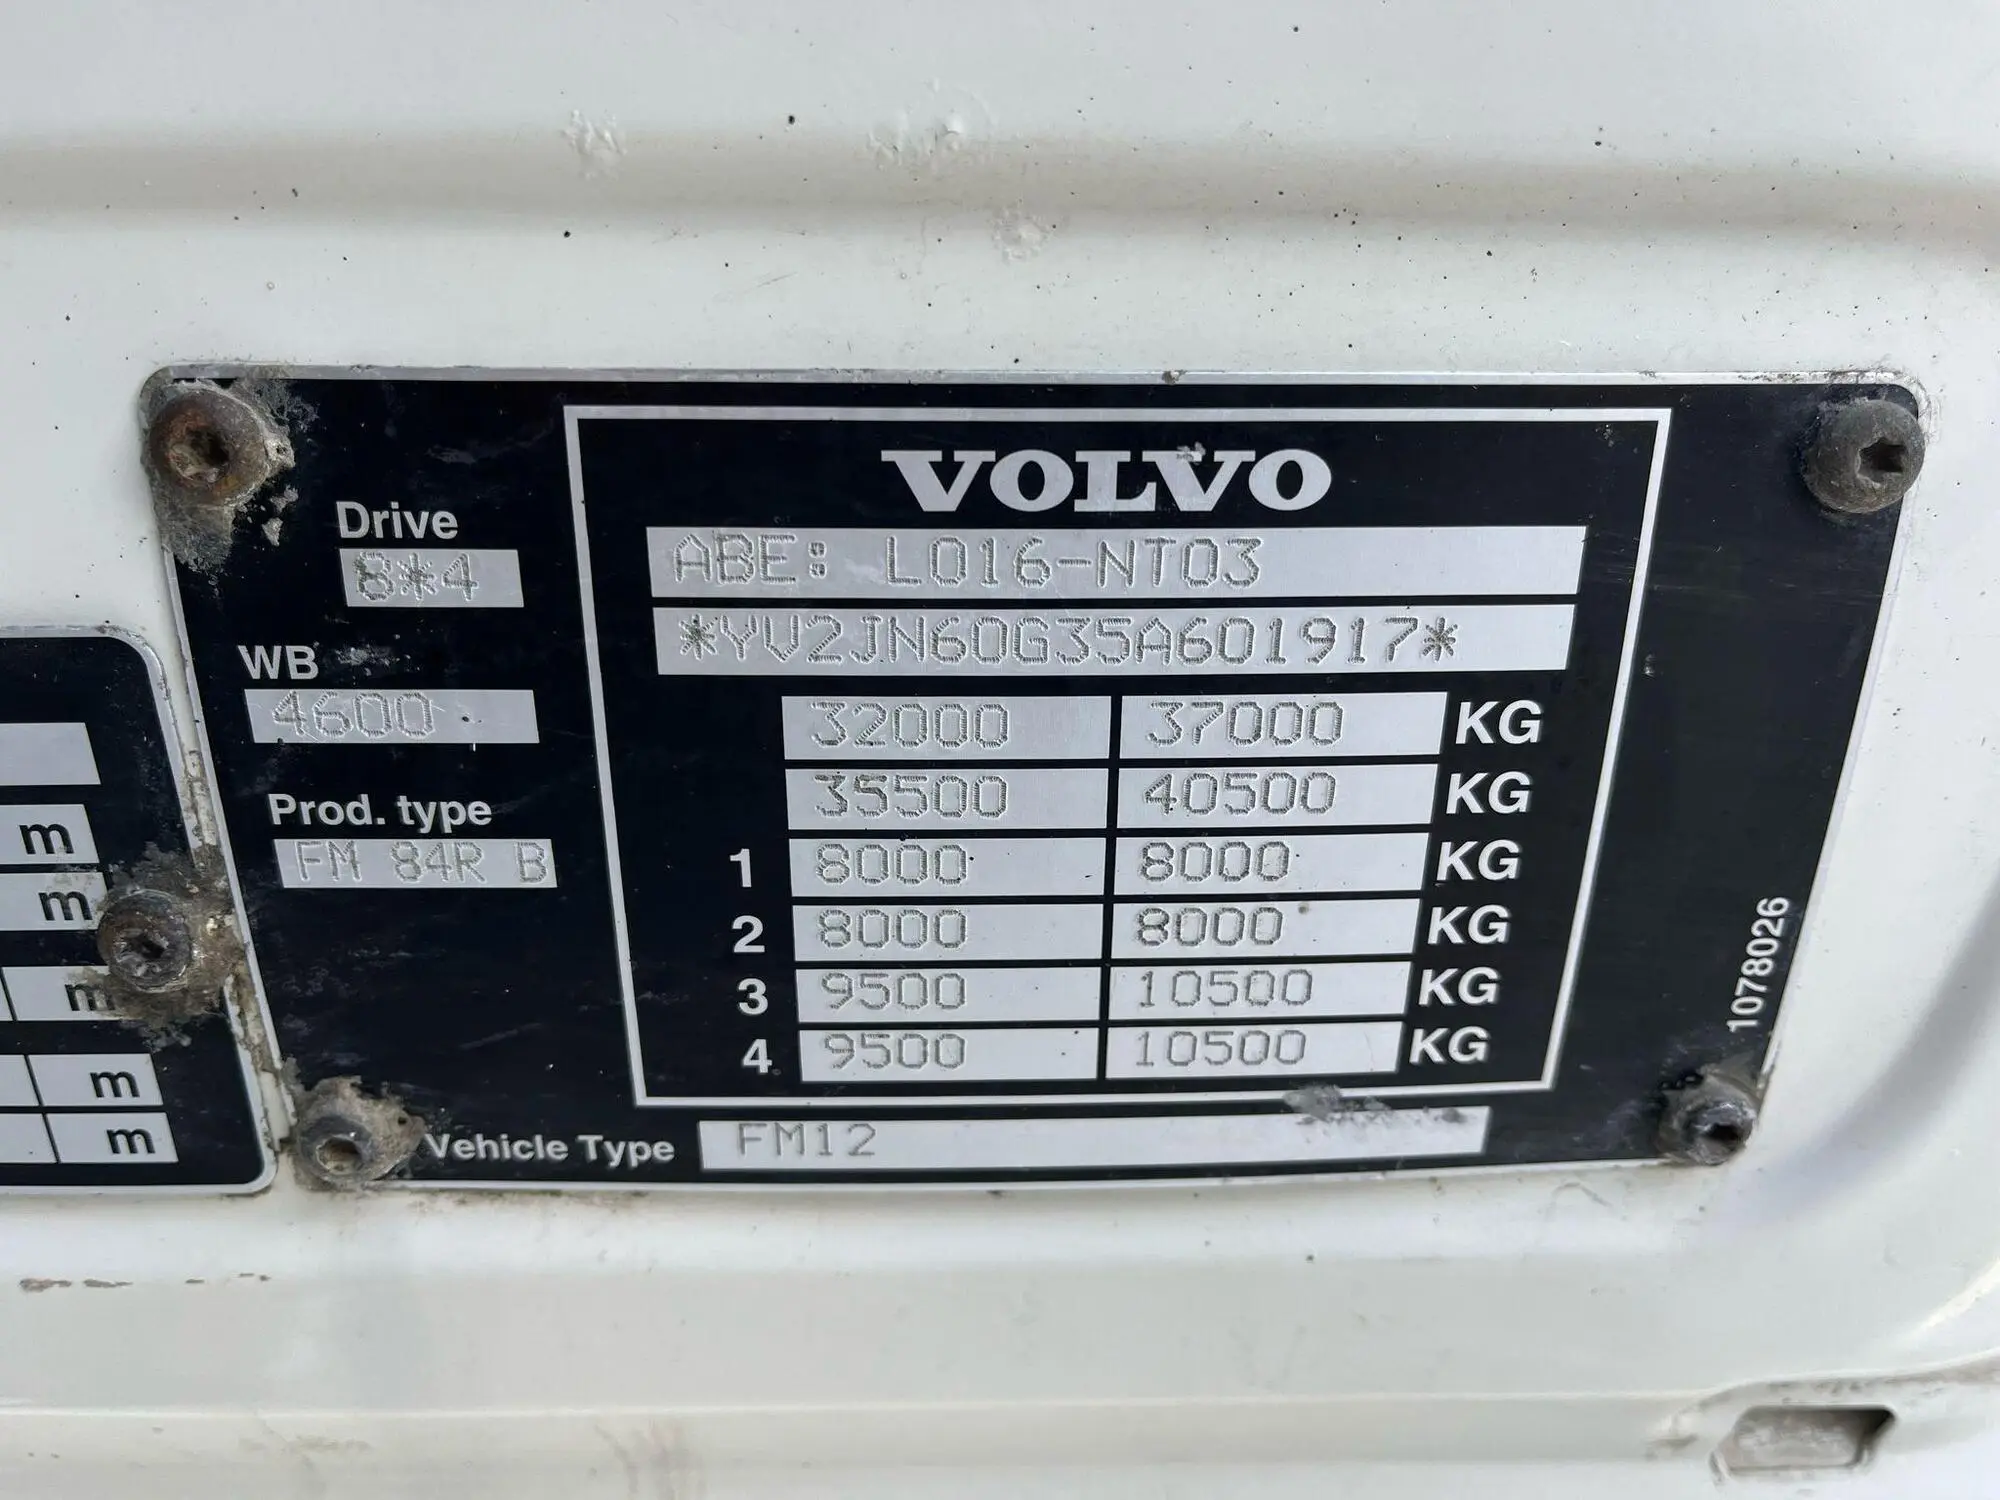 VOLVO
Drive
8*4
ABE: L016-NT03
*YV2JN60G35A601917*
WB
4600
32000 37000 KG
35500 40500 KG
Prod. type
FM 84R B
1 8000 8000 KG
2 8000 8000 KG
3 9500 10500 KG
4 9500 10500 KG
Vehicle Type FM12
1078026
m
m
m
m
m